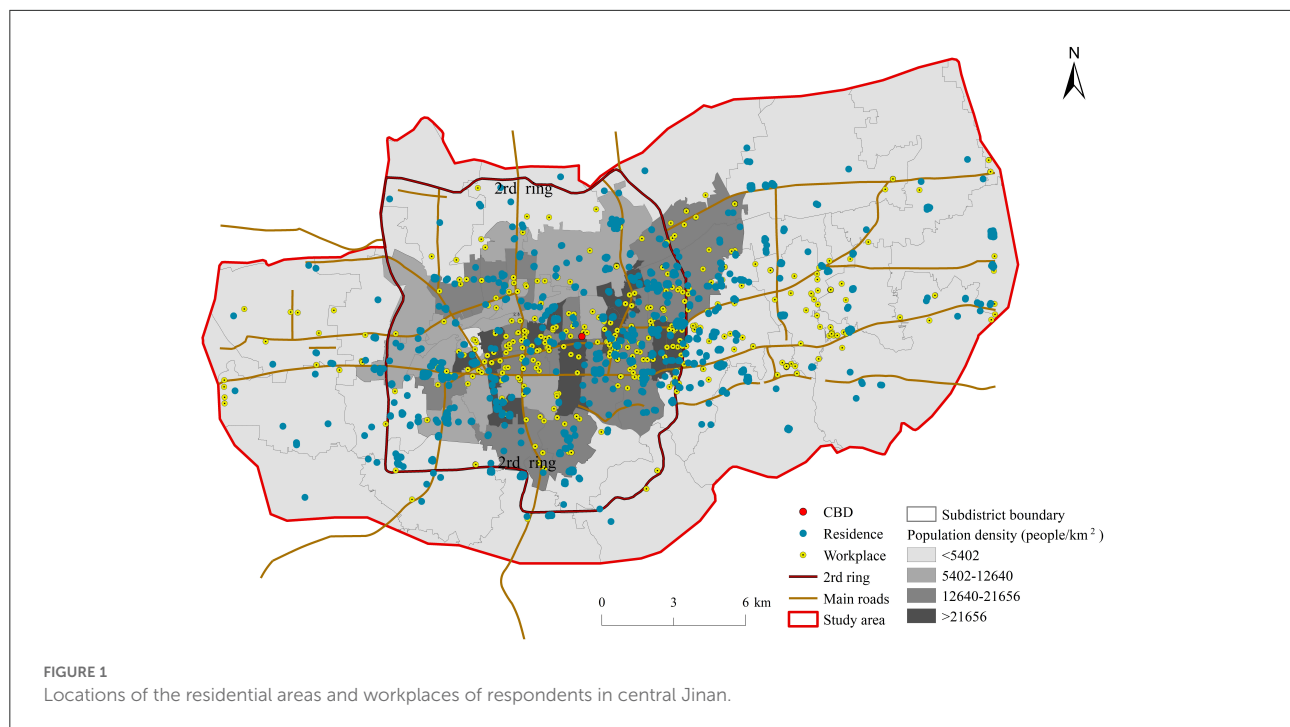 N
2rd ring
2rd ring
CBD
Residence
Workplace
2rd ring
Main roads
Study area
Subdistrict boundary
Population density (people/km²)
<5402
5402-12640
12640-21656
>21656
0 3 6 km
FIGURE 1
Locations of the residential areas and workplaces of respondents in central Jinan.